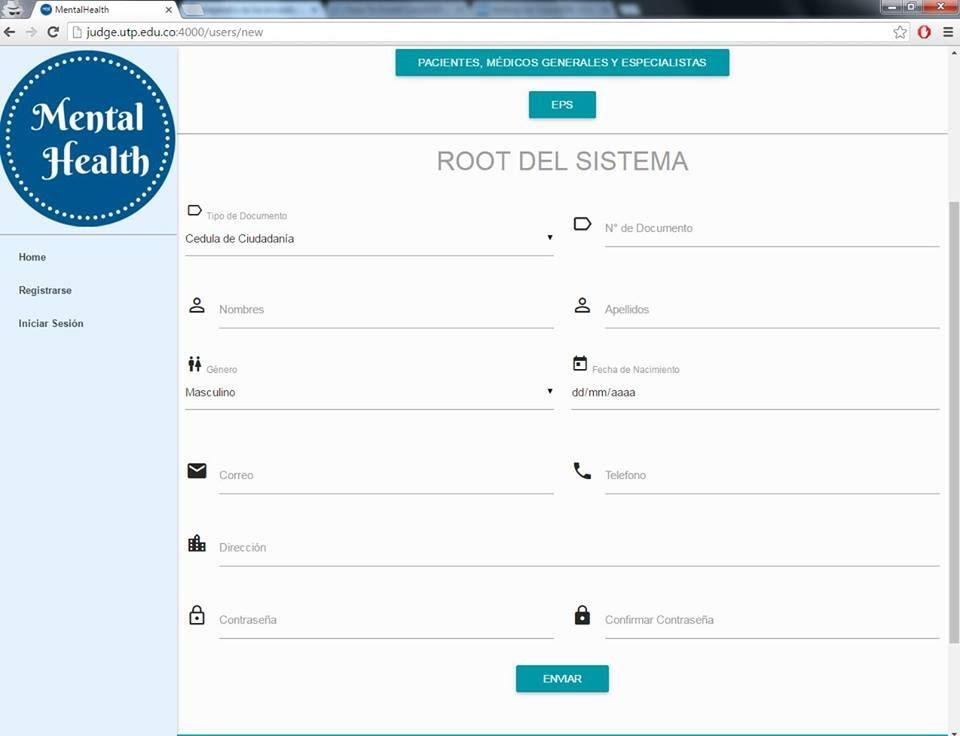 MentalHealth
judge.utp.edu.co:4000/users/new
Mental
Health
Home
Registrarse
Iniciar Sesión
PACIENTES, MÉDICOS GENERALES Y ESPECIALISTAS
EPS
ROOT DEL SISTEMA
Tipo de Documento
Cedula de Ciudadanía
N° de Documento
Nombres
Apellidos
Género
Masculino
Fecha de Nacimiento
dd/mm/aaaa
Correo
Telefono
Dirección
Contraseña
Confirmar Contraseña
ENVIAR